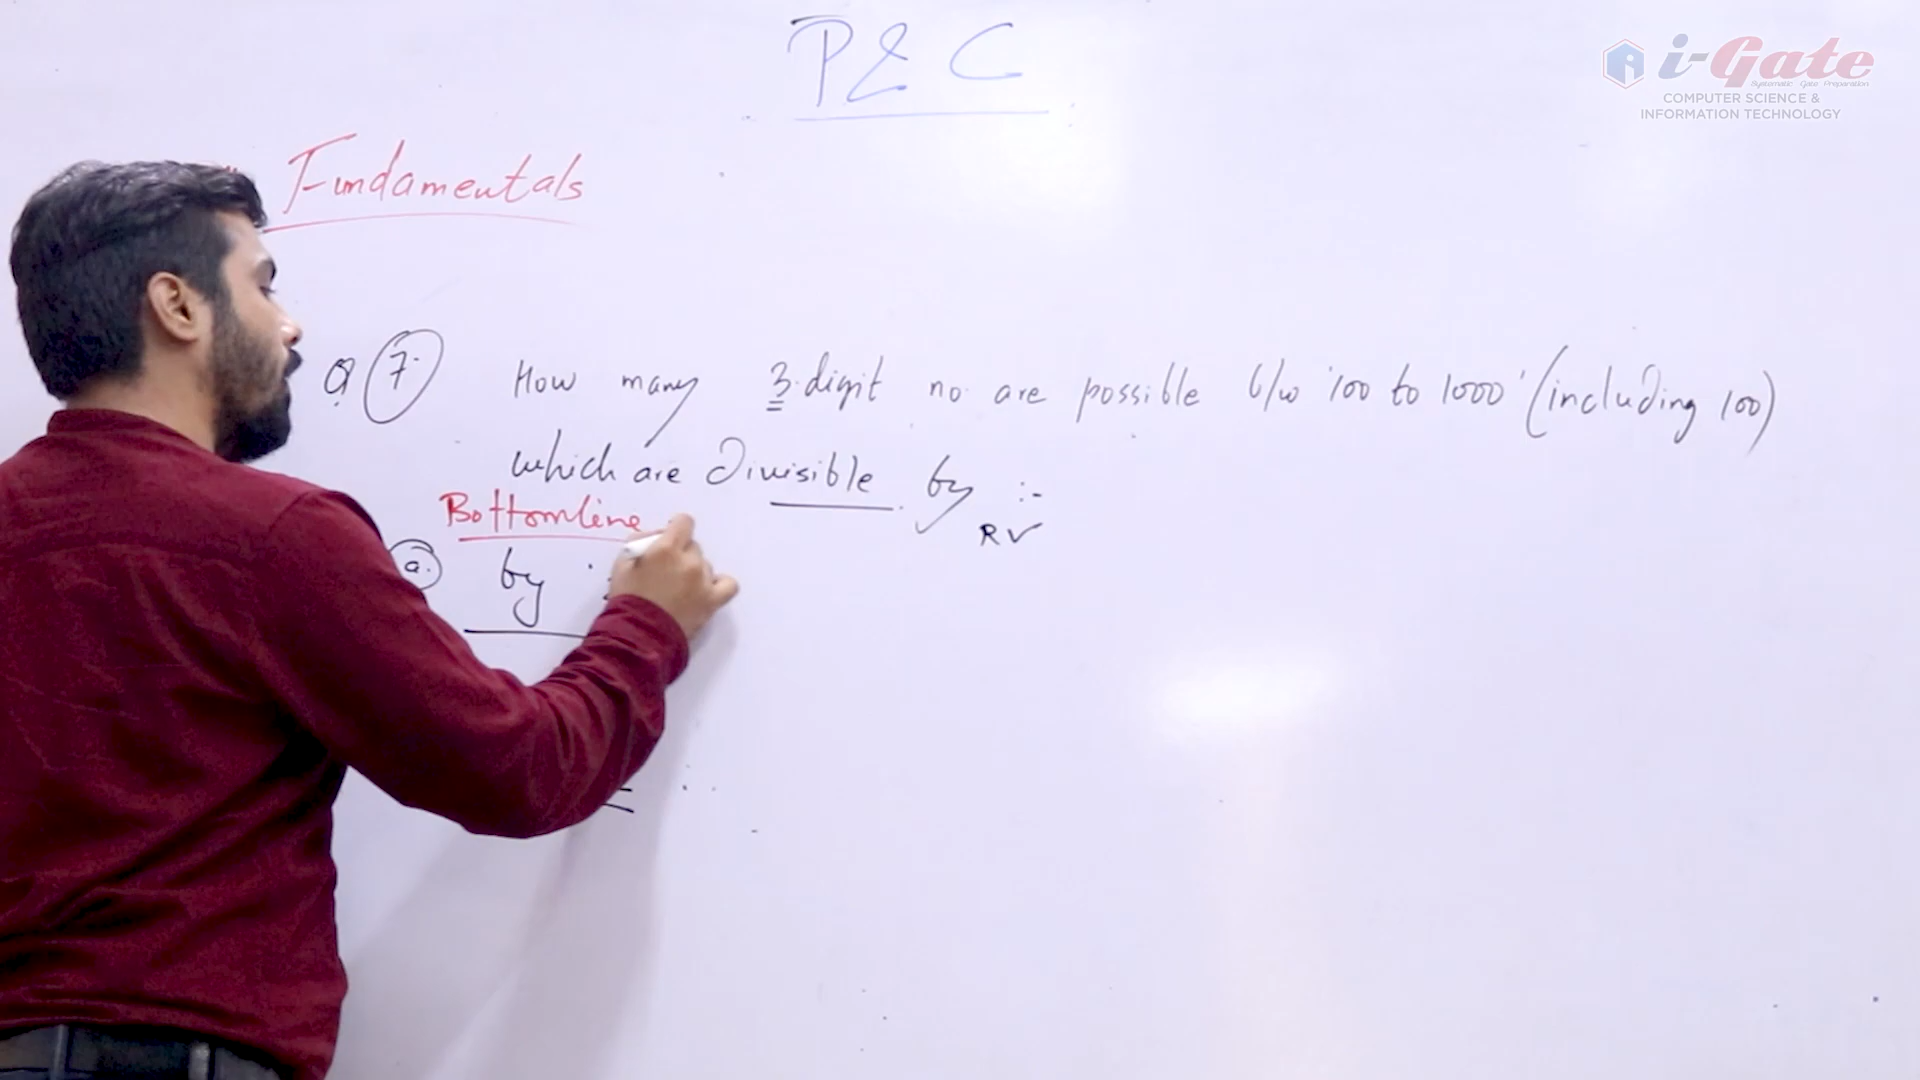 P & C
i-Gate
Systematic Gate Preparation
COMPUTER SCIENCE &
INFORMATION TECHNOLOGY
Fundamentals
Q 7. How many 3-digit no. are possible b/w '100 to 1000' (including 100)
which are Divisible by :-
Bottomline
RV
a. by